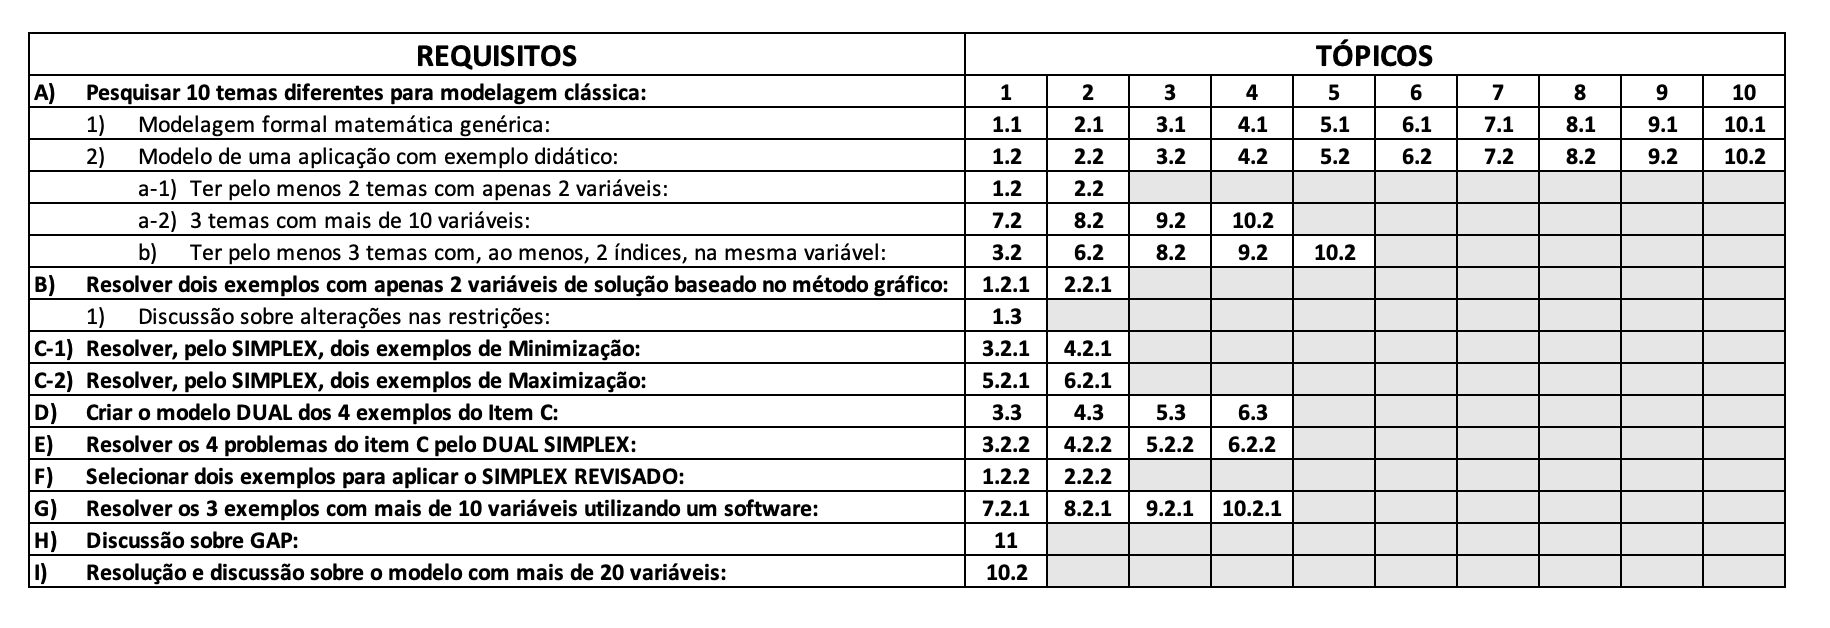 REQUISITOS TÓPICOS
A) Pesquisar 10 temas diferentes para modelagem clássica: 1 2 3 4 5 6 7 8 9 10
1) Modelagem formal matemática genérica: 1.1 2.1 3.1 4.1 5.1 6.1 7.1 8.1 9.1 10.1
2) Modelo de uma aplicação com exemplo didático: 1.2 2.2 3.2 4.2 5.2 6.2 7.2 8.2 9.2 10.2
a-1) Ter pelo menos 2 temas com apenas 2 variáveis: 1.2 2.2
a-2) 3 temas com mais de 10 variáveis: 7.2 8.2 9.2 10.2
b) Ter pelo menos 3 temas com, ao menos, 2 índices, na mesma variável: 3.2 6.2 8.2 9.2 10.2
B) Resolver dois exemplos com apenas 2 variáveis de solução baseado no método gráfico: 1.2.1 2.2.1
1) Discussão sobre alterações nas restrições: 1.3
C-1) Resolver, pelo SIMPLEX, dois exemplos de Minimização: 3.2.1 4.2.1
C-2) Resolver, pelo SIMPLEX, dois exemplos de Maximização: 5.2.1 6.2.1
D) Criar o modelo DUAL dos 4 exemplos do Item C: 3.3 4.3 5.3 6.3
E) Resolver os 4 problemas do item C pelo DUAL SIMPLEX: 3.2.2 4.2.2 5.2.2 6.2.2
F) Selecionar dois exemplos para aplicar o SIMPLEX REVISADO: 1.2.2 2.2.2
G) Resolver os 3 exemplos com mais de 10 variáveis utilizando um software: 7.2.1 8.2.1 9.2.1 10.2.1
H) Discussão sobre GAP: 11
I) Resolução e discussão sobre o modelo com mais de 20 variáveis: 10.2